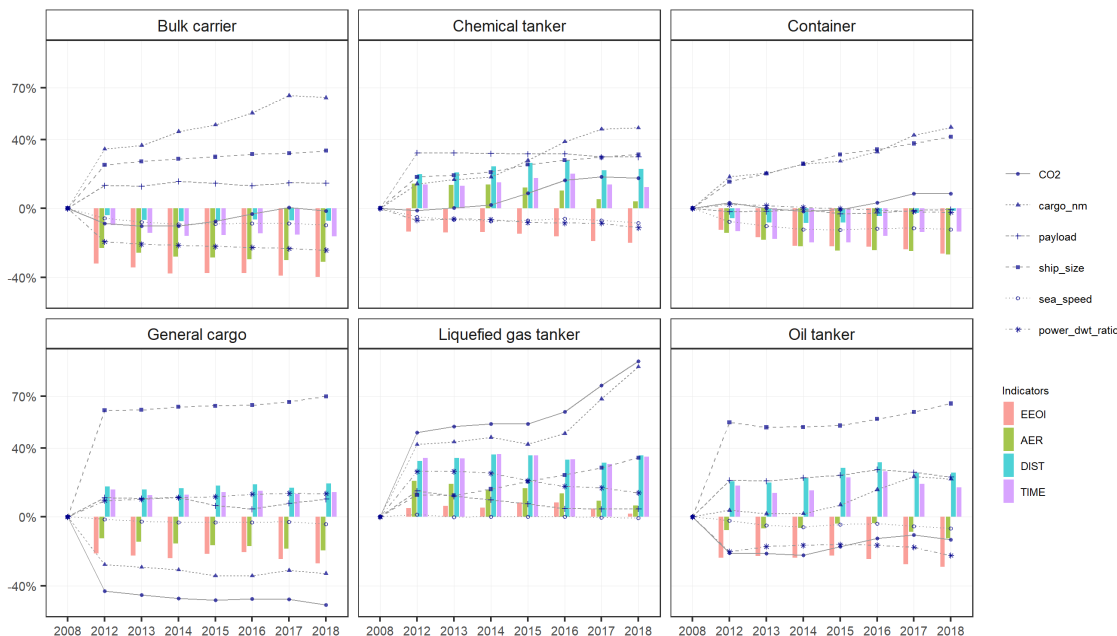 Bulk carrier
Chemical tanker
Container
70%
40%
0%
-40%
CO2
cargo_nm
payload
ship_size
sea_speed
power_dwt_ratio
General cargo
Liquefied gas tanker
Oil tanker
70%
40%
0%
-40%
Indicators
EEOI
AER
DIST
TIME
2008 2012 2013 2014 2015 2016 2017 2018
2008 2012 2013 2014 2015 2016 2017 2018
2008 2012 2013 2014 2015 2016 2017 2018